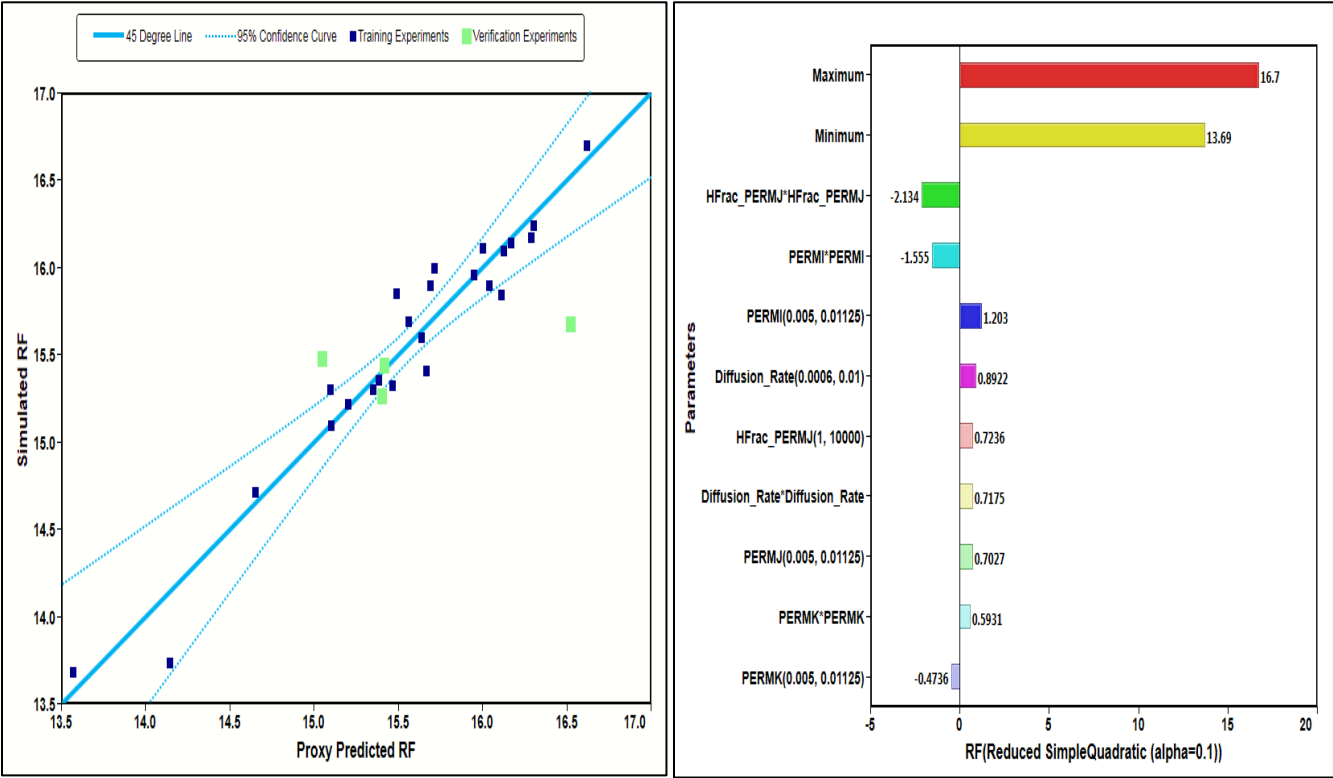 45 Degree Line 95% Confidence Curve Training Experiments Verification Experiments
17.0
16.5
16.0
15.5
15.0
14.5
14.0
13.5
Simulated RF
13.5 14.0 14.5 15.0 15.5 16.0 16.5 17.0
Proxy Predicted RF
Parameters
Maximum 16.7
Minimum 13.69
HFrac_PERMJ*HFrac_PERMJ -2.134
PERMI*PERMI -1.555
PERMI(0.005, 0.01125) 1.203
Diffusion_Rate(0.0006, 0.01) 0.8922
HFrac_PERMJ(1, 10000) 0.7236
Diffusion_Rate*Diffusion_Rate 0.7175
PERMJ(0.005, 0.01125) 0.7027
PERMK*PERMK 0.5931
PERMK(0.005, 0.01125) -0.4736
-5 0 5 10 15 20
RF(Reduced SimpleQuadratic (alpha=0.1))